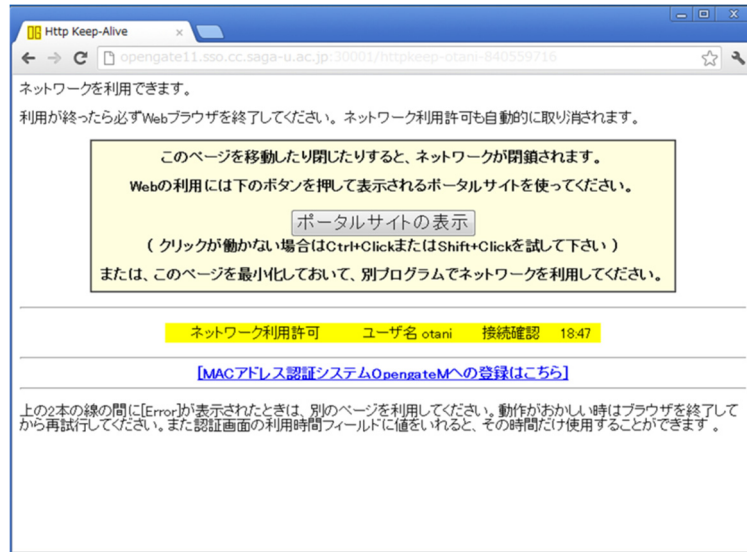 Http Keep-Alive
opengate11.sso.cc.saga-u.ac.jp:30001/httpkeep-otani-840559716
ネットワークを利用できます。
利用が終ったら必ずWebブラウザを終了してください。ネットワーク利用許可も自動的に取り消されます。
このページを移動したり閉じたりすると、ネットワークが閉鎖されます。
Webの利用には下のボタンを押して表示されるポータルサイトを使ってください。
ポータルサイトの表示
( クリックが働かない場合はCtrl+ClickまたはShift+Clickを試して下さい )
または、このページを最小化しておいて、別プログラムでネットワークを利用してください。
ネットワーク利用許可 ユーザ名 otani 接続確認 18:47
[MACアドレス認証システムOpengateMへの登録はこちら]
上の2本の線の間に[Error]が表示されたときは、別のページを利用してください。動作がおかしい時はブラウザを終了して
から再試行してください。また認証画面の利用時間フィールドに値をいれると、その時間だけ使用することができます 。